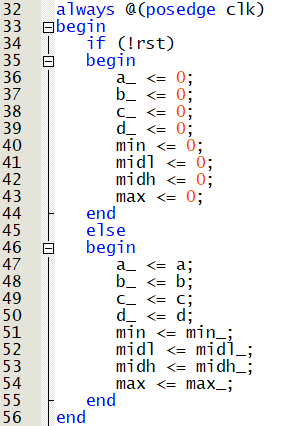 32 always @(posedge clk)
33 begin
34 if (!rst)
35 begin
36 a_ <= 0;
37 b_ <= 0;
38 c_ <= 0;
39 d_ <= 0;
40 min <= 0;
41 midl <= 0;
42 midh <= 0;
43 max <= 0;
44 end
45 else
46 begin
47 a_ <= a;
48 b_ <= b;
49 c_ <= c;
50 d_ <= d;
51 min <= min_;
52 midl <= midl_;
53 midh <= midh_;
54 max <= max_;
55 end
56 end